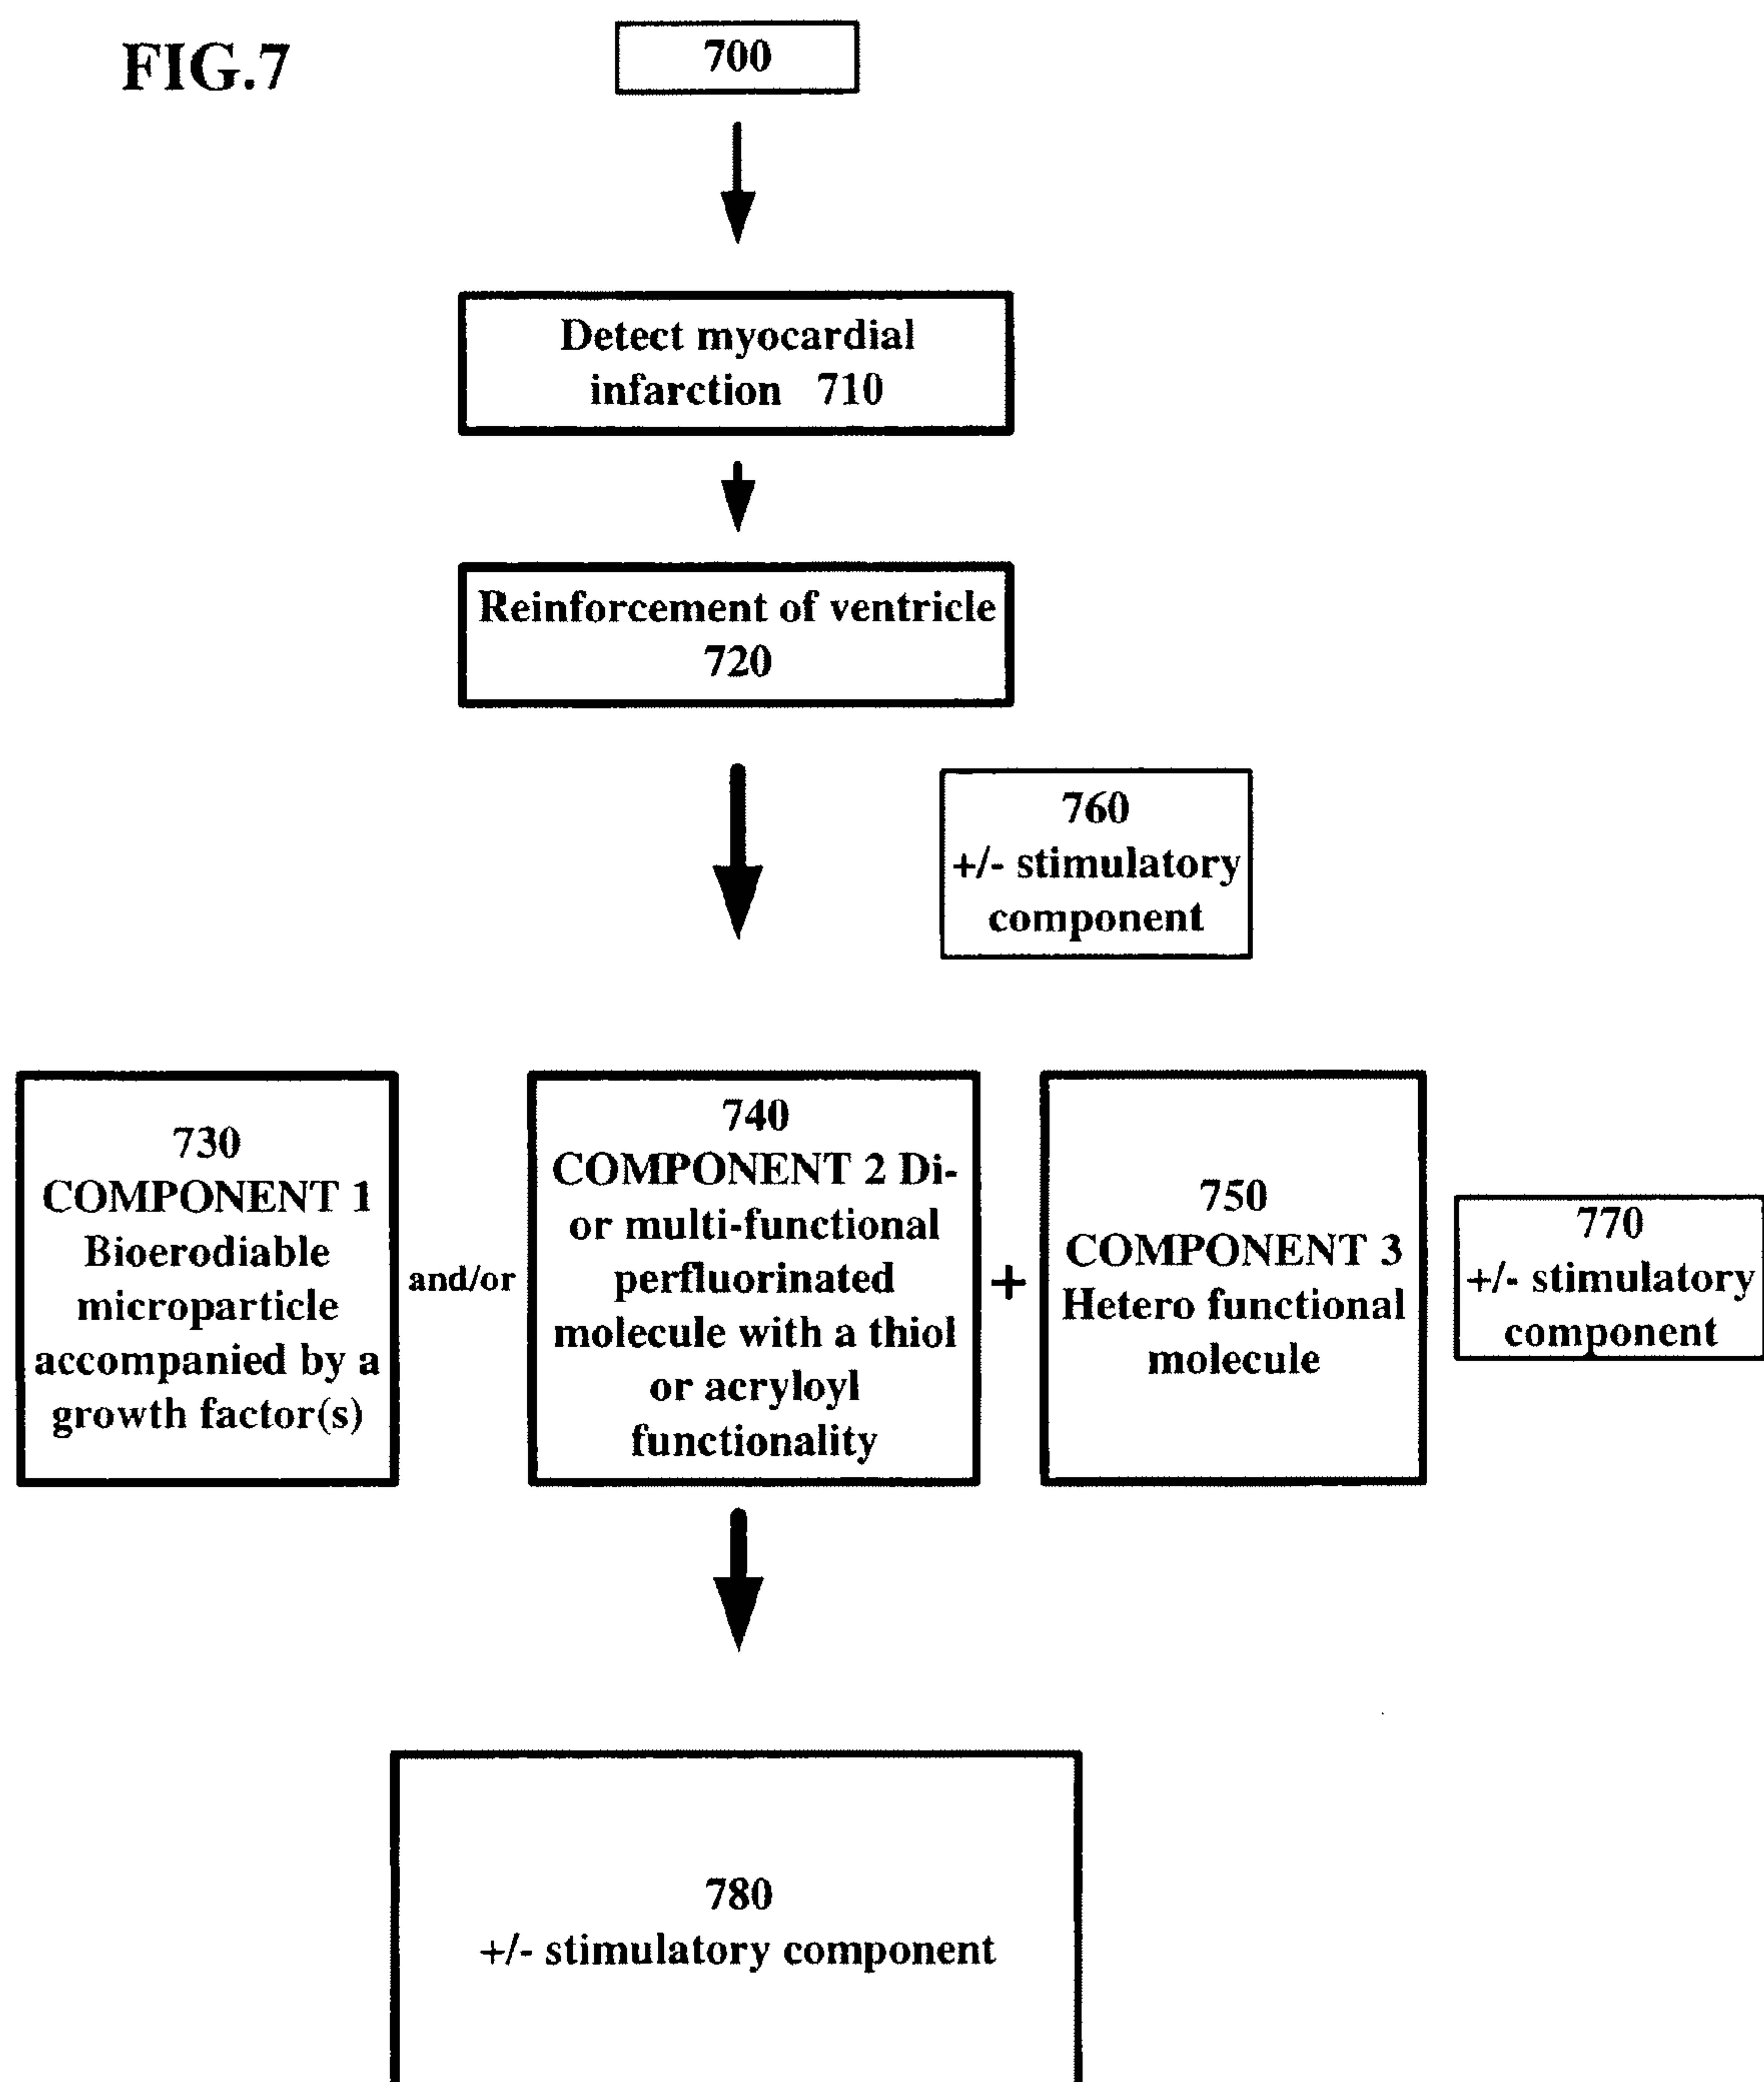 FIG.7
700
Detect myocardial
infarction 710
Reinforcement of ventricle
720
760
+/- stimulatory
component
730
COMPONENT 1
Bioerodiable
microparticle
accompanied by a
growth factor(s)
and/or
740
COMPONENT 2 Di-
or multi-functional
perfluorinated
molecule with a thiol
or acryloyl
functionality
+
750
COMPONENT 3
Hetero functional
molecule
770
+/- stimulatory
component
780
+/- stimulatory component